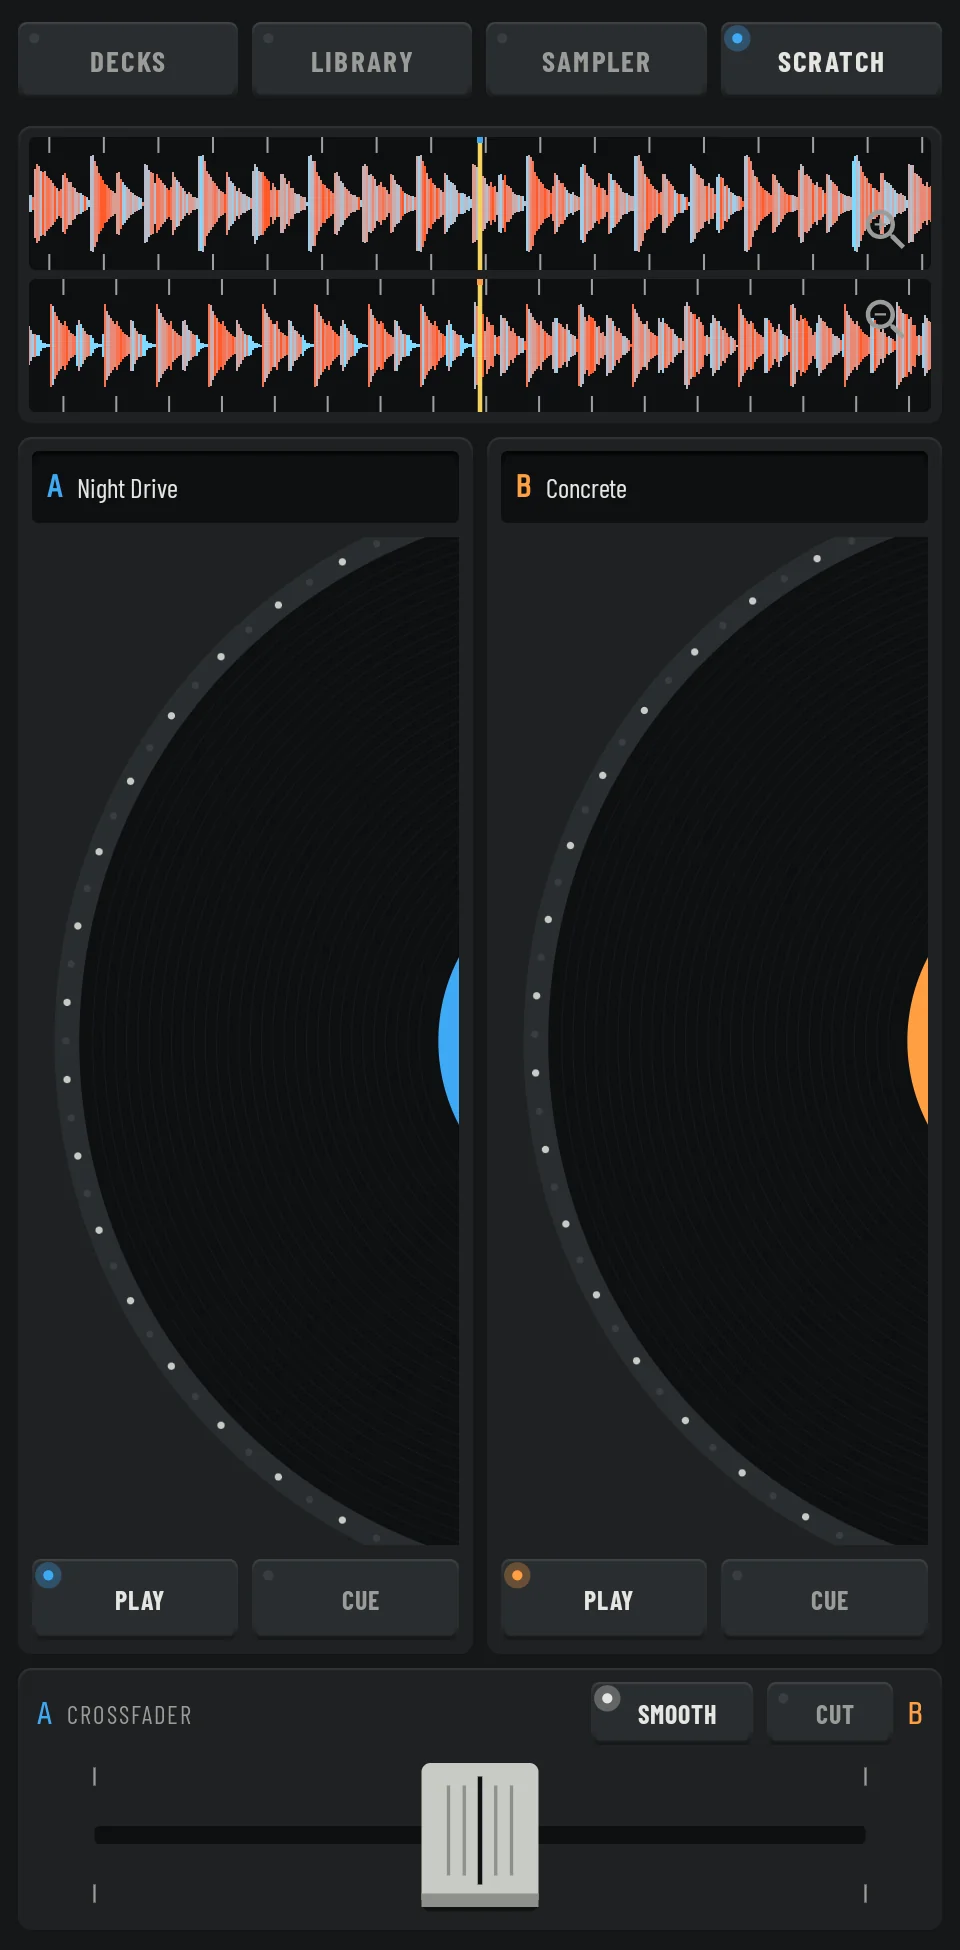 DECKS
LIBRARY
SAMPLER
SCRATCH
A Night Drive
B Concrete
PLAY
CUE
PLAY
CUE
A CROSSFADER
SMOOTH
CUT
B